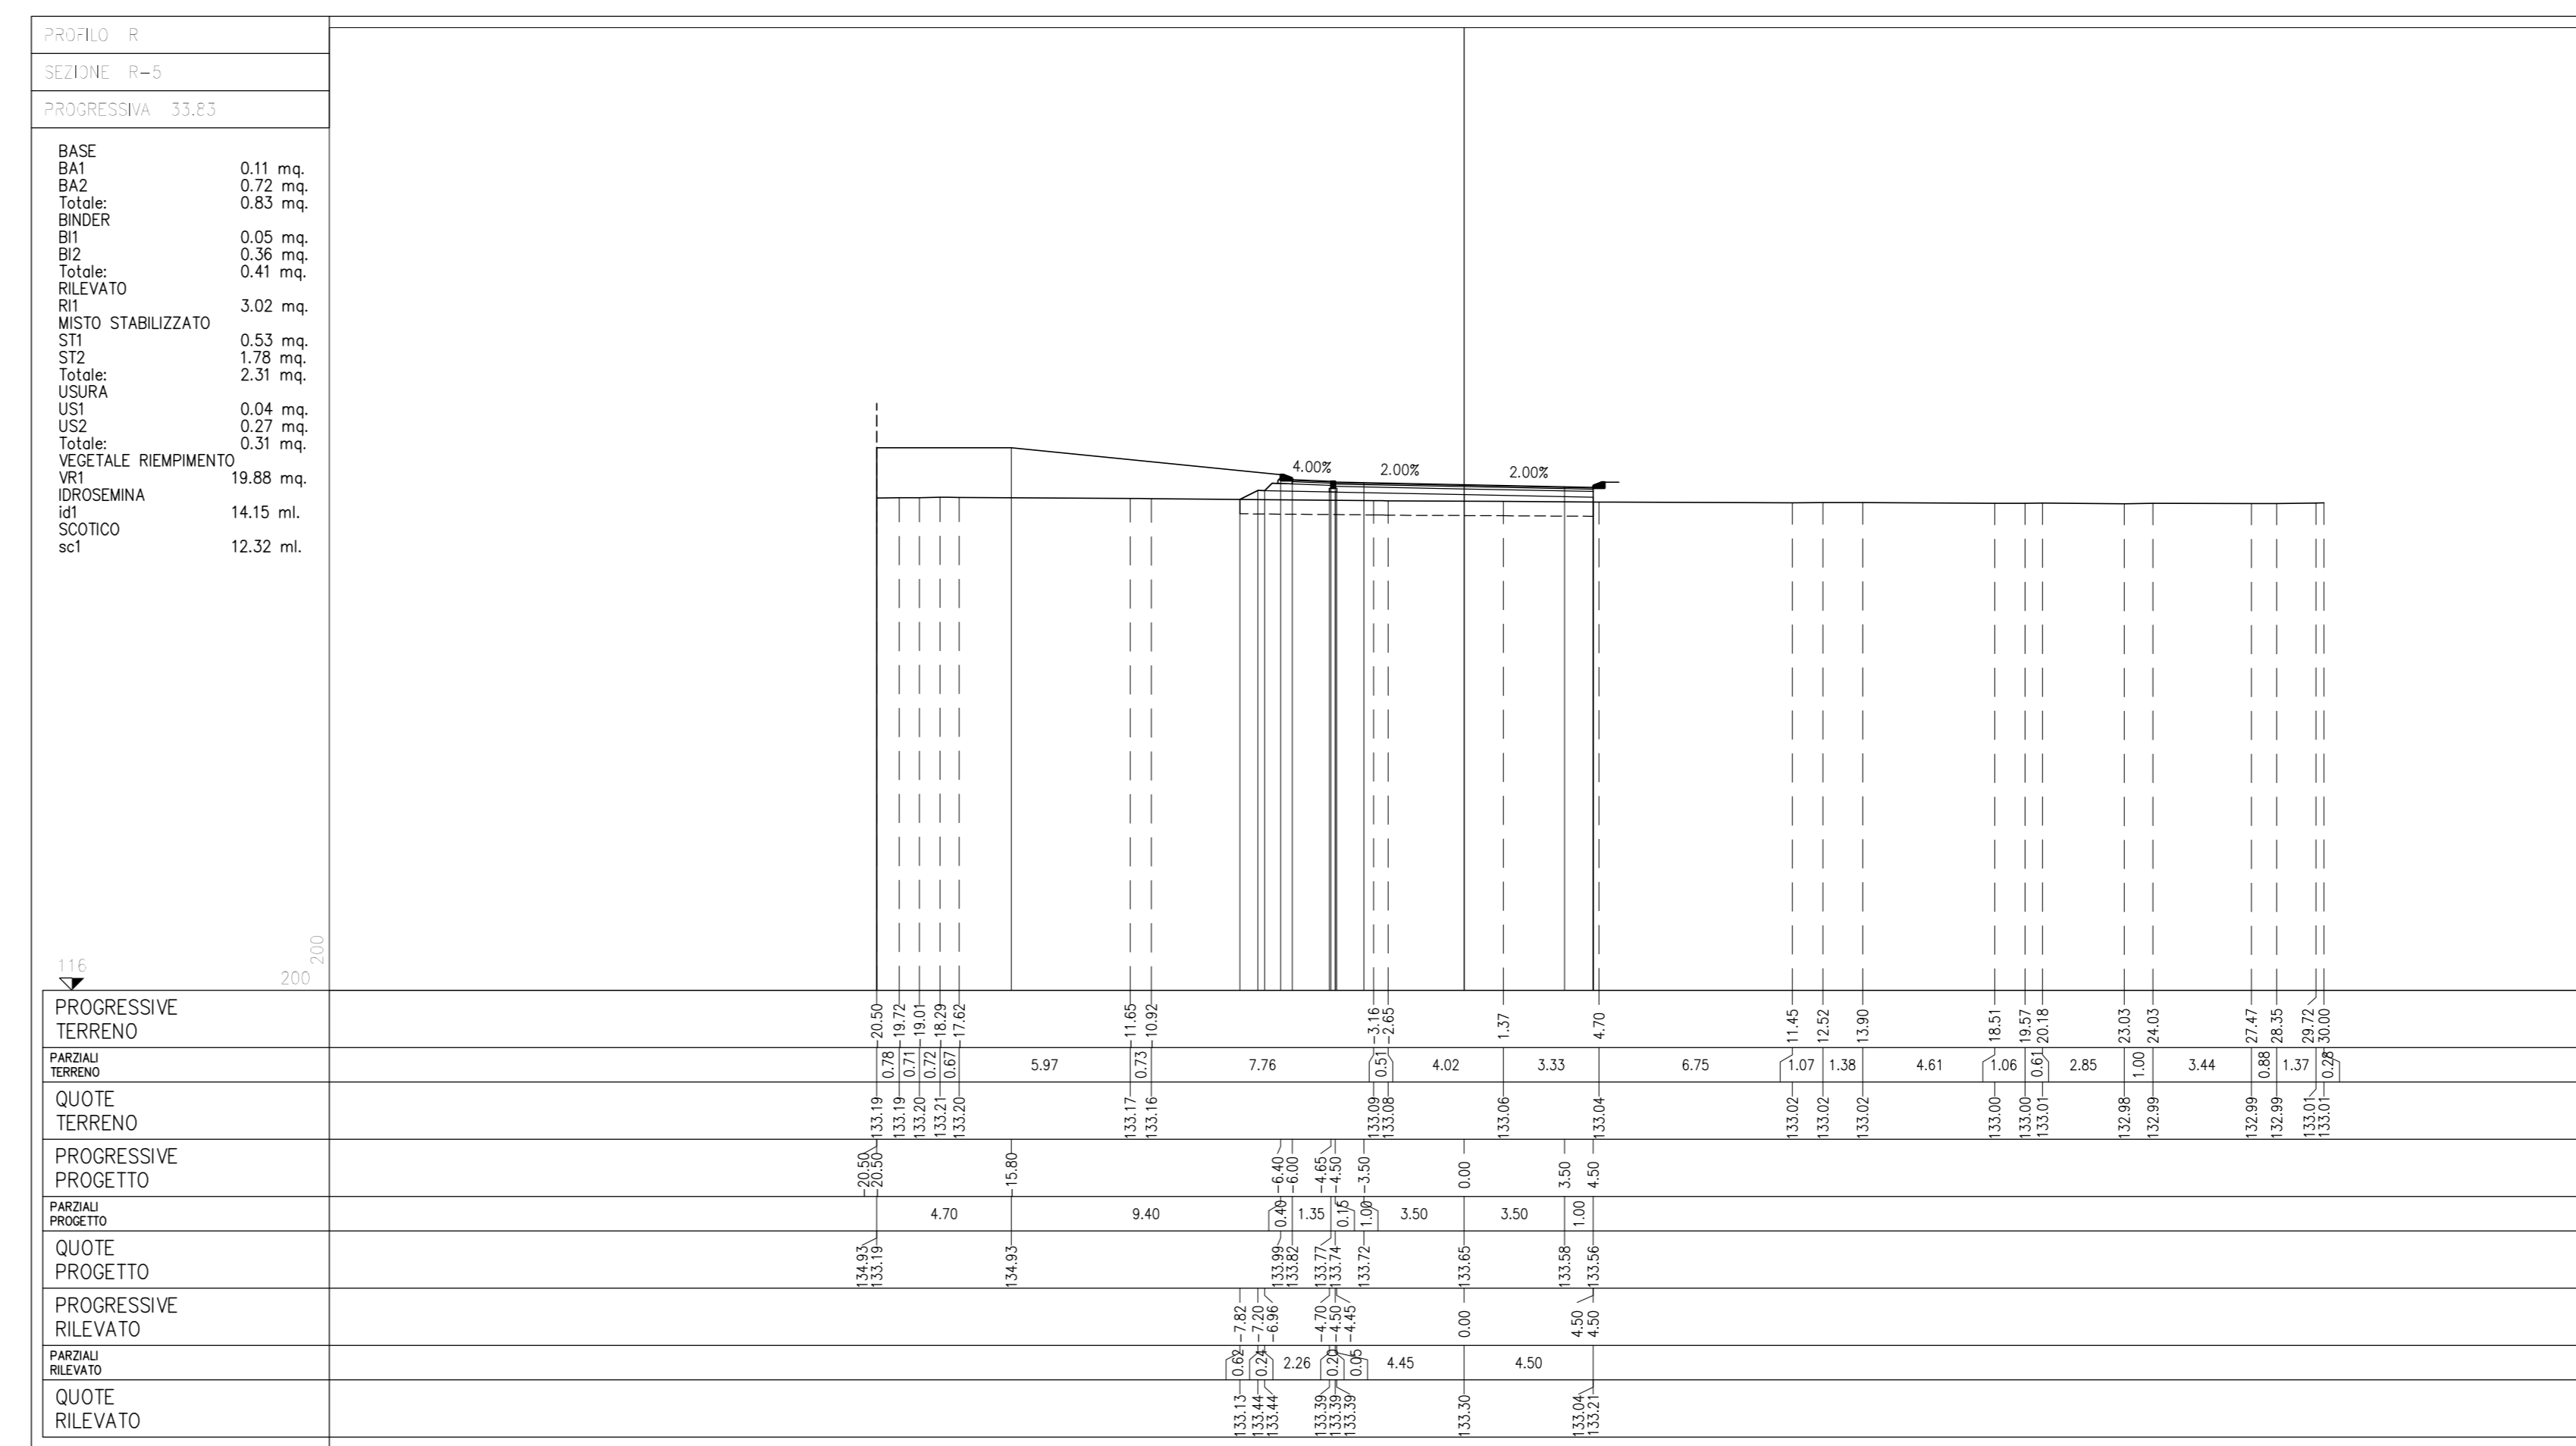 PROFILO R
SEZIONE R-5
PROGRESSIVA 33.83
BASE
BA1 0.11 mq.
BA2 0.72 mq.
Totale: 0.83 mq.
BINDER
BI1 0.05 mq.
BI2 0.36 mq.
Totale: 0.41 mq.
RILEVATO
RI1 3.02 mq.
MISTO STABILIZZATO
ST1 0.53 mq.
ST2 1.78 mq.
Totale: 2.31 mq.
USURA
US1 0.04 mq.
US2 0.27 mq.
Totale: 0.31 mq.
VEGETALE RIEMPIMENTO
VR1 19.88 mq.
IDROSEMINA
id1 14.15 ml.
SCOTICO
sc1 12.32 ml.
4.00% 2.00% 2.00%
116 200 200
PROGRESSIVE
TERRENO
-20.50 -19.72 -19.01 -18.29 -17.62 -11.65 -10.92 -3.16 -2.65 1.37 4.70 11.45 12.52 13.90 18.51 19.57 20.18 23.03 24.03 27.47 28.35 29.72 30.00
PARZIALI
TERRENO
0.78 0.71 0.72 0.67 5.97 0.73 7.76 0.51 4.02 3.33 6.75 1.07 1.38 4.61 1.06 0.61 2.85 1.00 3.44 0.88 1.37 0.28
QUOTE
TERRENO
133.19 133.19 133.20 133.21 133.20 133.17 133.16 133.09 133.08 133.06 133.04 133.02 133.02 133.02 133.00 133.00 133.01 132.98 132.99 132.99 132.99 133.01 133.01
PROGRESSIVE
PROGETTO
-20.50 -20.50 -15.80 -6.40 -6.00 -4.65 -4.50 -3.50 0.00 3.50 4.50
PARZIALI
PROGETTO
4.70 9.40 0.40 1.35 0.15 1.00 3.50 3.50 1.00
QUOTE
PROGETTO
134.93 133.19 134.93 133.99 133.82 133.77 133.74 133.72 133.65 133.58 133.56
PROGRESSIVE
RILEVATO
-7.82 -7.20 -6.96 -4.70 -4.50 -4.45 0.00 4.50 4.50
PARZIALI
RILEVATO
0.62 0.24 2.26 0.20 0.05 4.45 4.50
QUOTE
RILEVATO
133.13 133.44 133.44 133.39 133.39 133.39 133.30 133.04 133.21